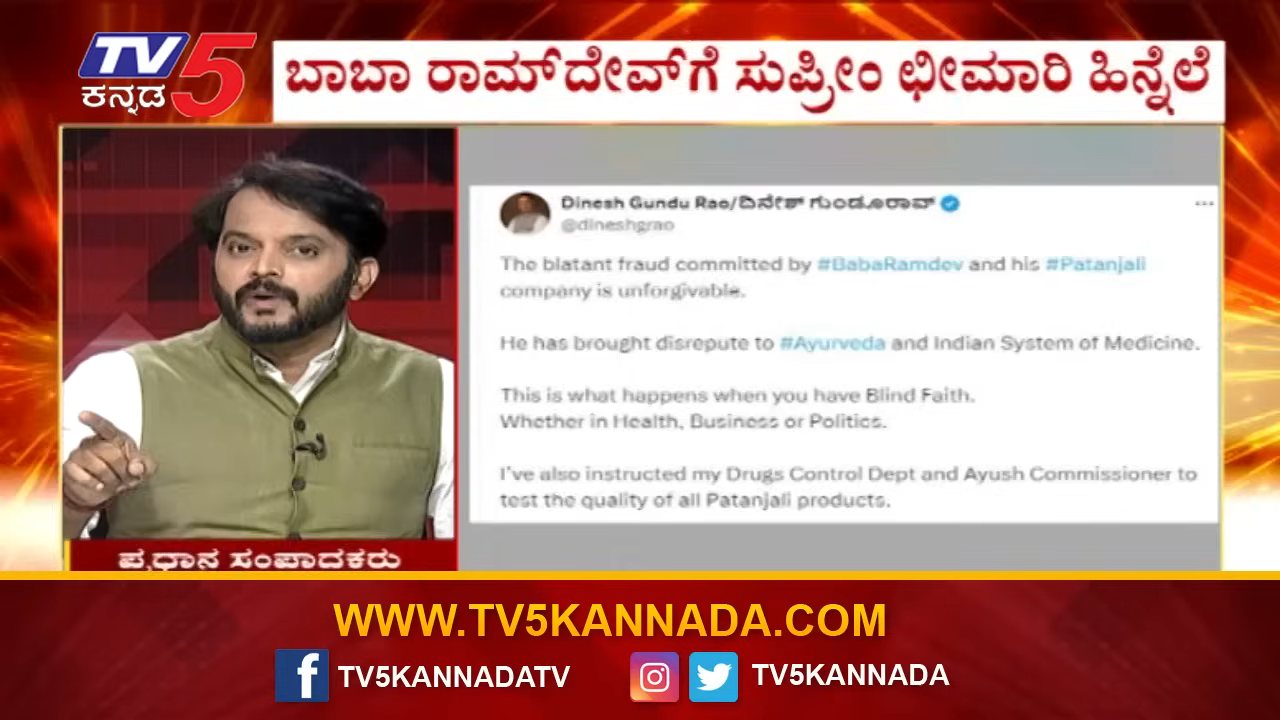 TV5
ಕನ್ನಡ
ಬಾಬಾ ರಾಮ್‌ದೇವ್‌ಗೆ ಸುಪ್ರೀಂ ಛೀಮಾರಿ ಹಿನ್ನೆಲೆ
Dinesh Gundu Rao/ದಿನೇಶ್ ಗುಂಡೂರಾವ್
@dineshgrao
The blatant fraud committed by #BabaRamdev and his #Patanjali
company is unforgivable.
He has brought disrepute to #Ayurveda and Indian System of Medicine.
This is what happens when you have Blind Faith.
Whether in Health, Business or Politics.
I've also instructed my Drugs Control Dept and Ayush Commissioner to
test the quality of all Patanjali products.
ಪ್ರಧಾನ ಸಂಪಾದಕರು
WWW.TV5KANNADA.COM
TV5KANNADATV
TV5KANNADA